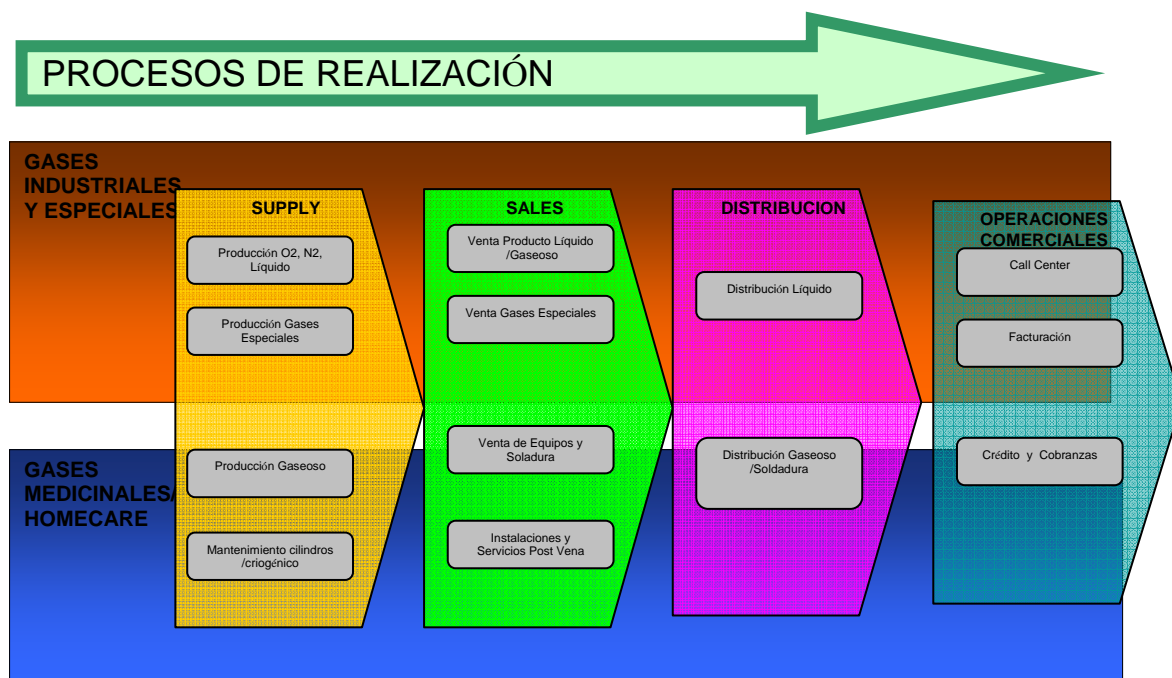 PROCESOS DE REALIZACIÓN
GASES
INDUSTRIALES
Y ESPECIALES
SUPPLY
Producción O2, N2,
Líquido
Producción Gases
Especiales
Producción Gaseoso
Mantenimiento cilindros
/criogénico
SALES
Venta Producto Líquido
/Gaseoso
Venta Gases Especiales
Venta de Equipos y
Soladura
Instalaciones y
Servicios Post Vena
DISTRIBUCION
Distribución Líquido
Distribución Gaseoso
/Soldadura
OPERACIONES
COMERCIALES
Call Center
Facturación
Crédito y Cobranzas
GASES
MEDICINALES/
HOMECARE